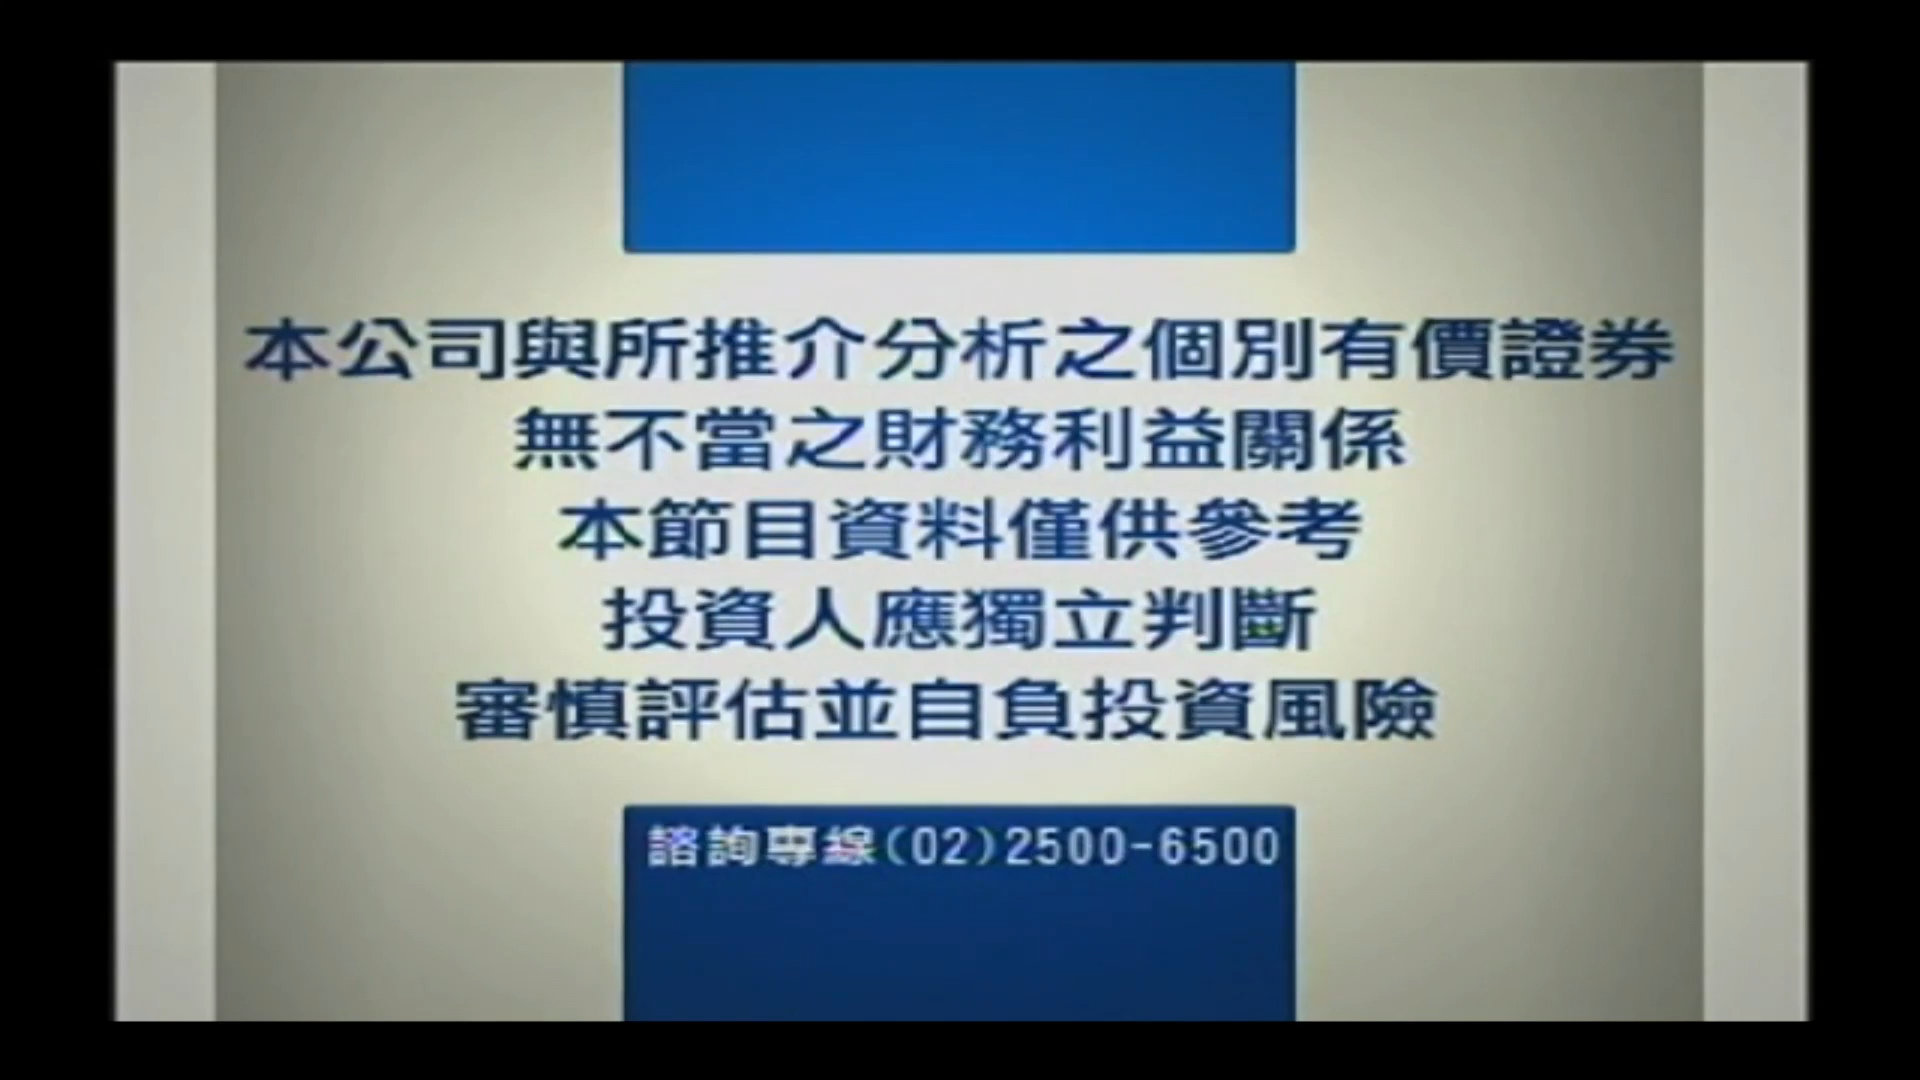 本公司與所推介分析之個別有價證券
無不當之財務利益關係
本節目資料僅供參考
投資人應獨立判斷
審慎評估並自負投資風險
諮詢專線(02)2500-6500